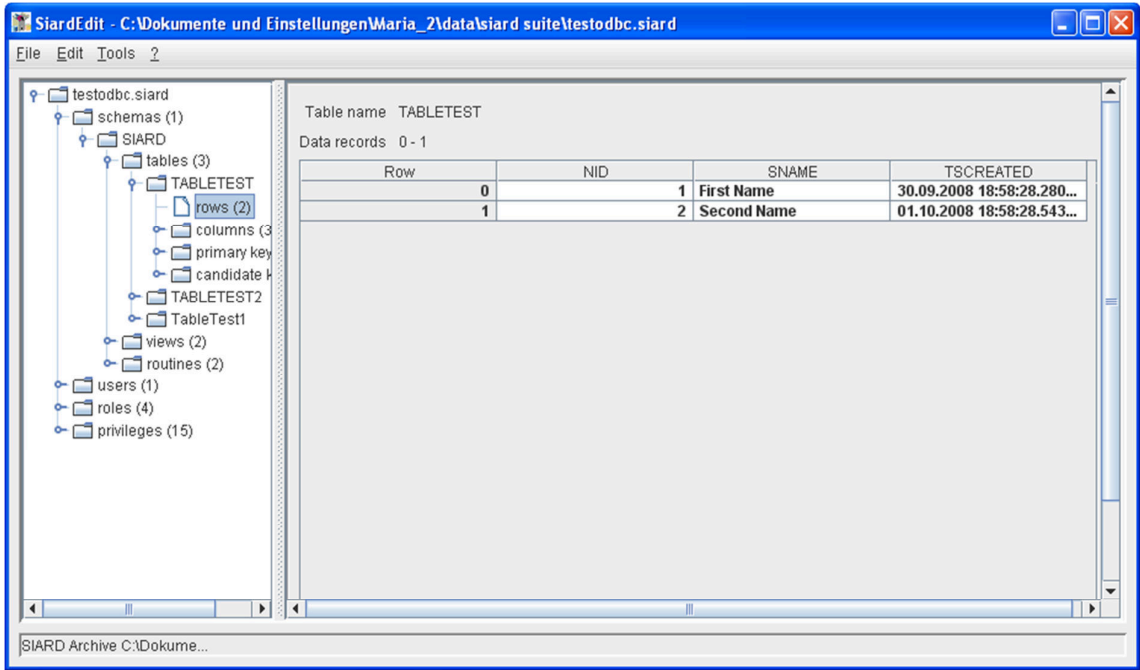 SiardEdit - C:\Dokumente und Einstellungen\Maria_2\data\siard suite\testodbc.siard
File Edit Tools ?
testodbc.siard
schemas (1)
SIARD
tables (3)
TABLETEST
rows (2)
columns (3
primary key
candidate k
TABLETEST2
TableTest1
views (2)
routines (2)
users (1)
roles (4)
privileges (15)
Table name TABLETEST
Data records 0 - 1
Row NID SNAME TSCREATED
0 1 First Name 30.09.2008 18:58:28.280...
1 2 Second Name 01.10.2008 18:58:28.543...
SIARD Archive C:\Dokume...